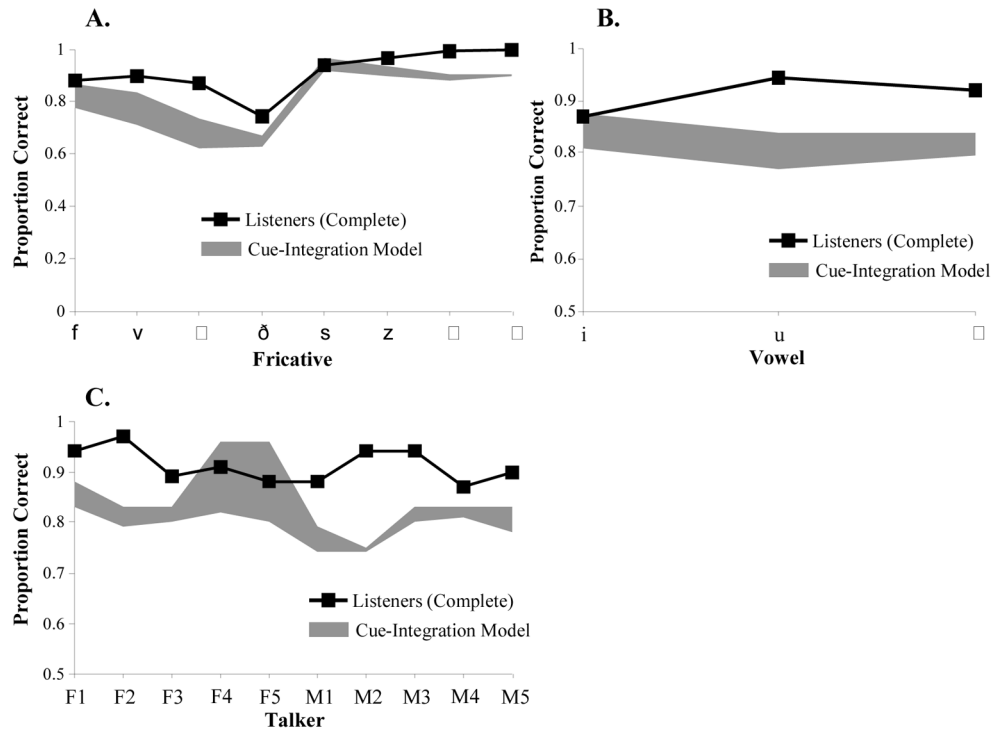 A.
1
0.8
0.6
0.4
0.2
0
Proportion Correct
Listeners (Complete)
Cue-Integration Model
f v □ ð s z □ □
Fricative
B.
1
0.9
0.8
0.7
0.6
0.5
Proportion Correct
Listeners (Complete)
Cue-Integration Model
i u □
Vowel
C.
1
0.9
0.8
0.7
0.6
0.5
Proportion Correct
Listeners (Complete)
Cue-Integration Model
F1 F2 F3 F4 F5 M1 M2 M3 M4 M5
Talker